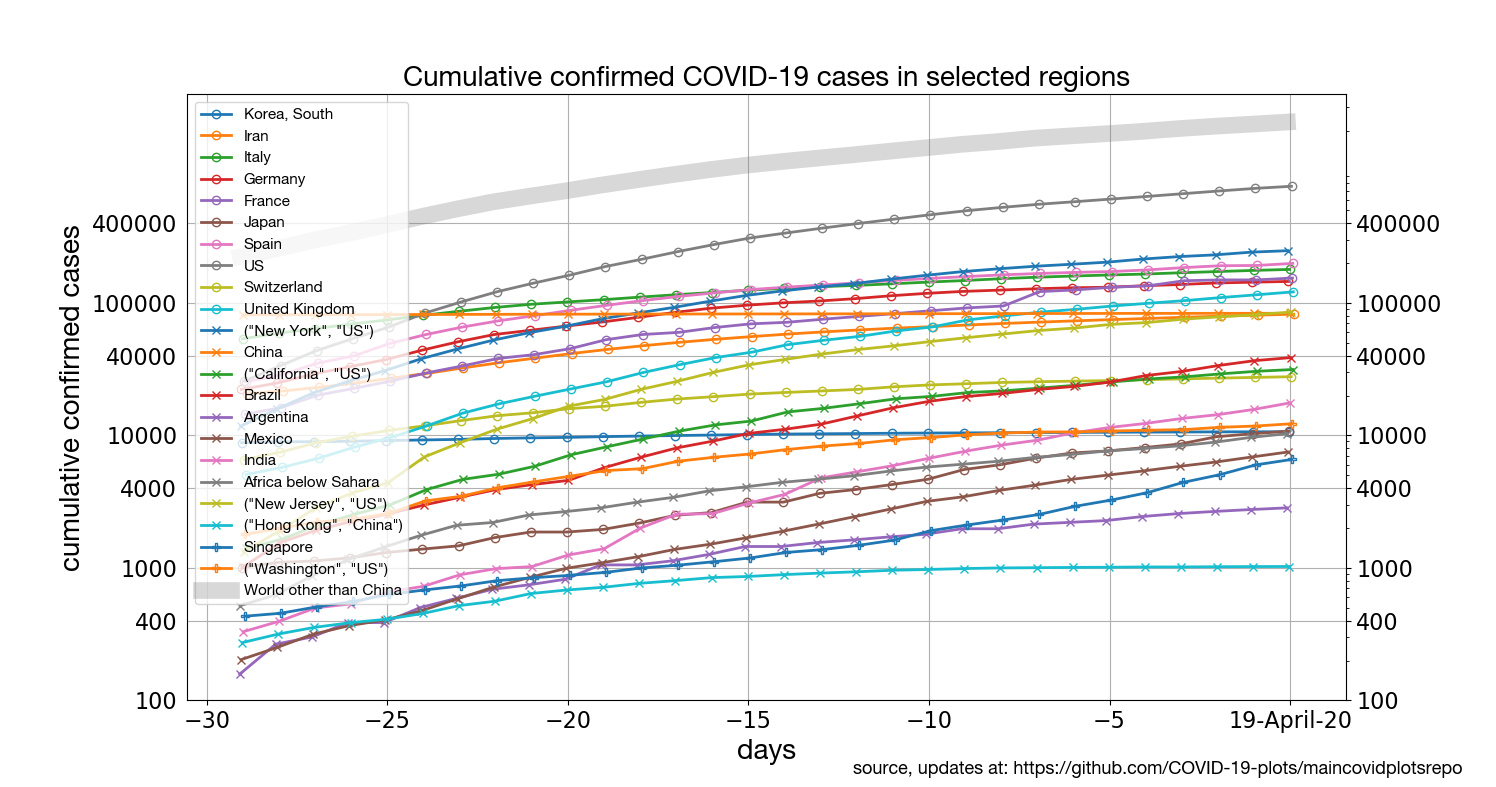 Cumulative confirmed COVID-19 cases in selected regions
Korea, South
Iran
Italy
Germany
France
Japan
Spain
US
Switzerland
United Kingdom
("New York", "US")
China
("California", "US")
Brazil
Argentina
Mexico
India
Africa below Sahara
("New Jersey", "US")
("Hong Kong", "China")
Singapore
("Washington", "US")
World other than China
cumulative confirmed cases
400000
1100000
40000
10000
4000
1000
400
100
400000
100000
40000
10000
4000
1000
400
100
−30
−25
−20
−15
−10
−5
19-April-20
days
source, updates at: https://github.com/COVID-19-plots/maincovidplotsrepo